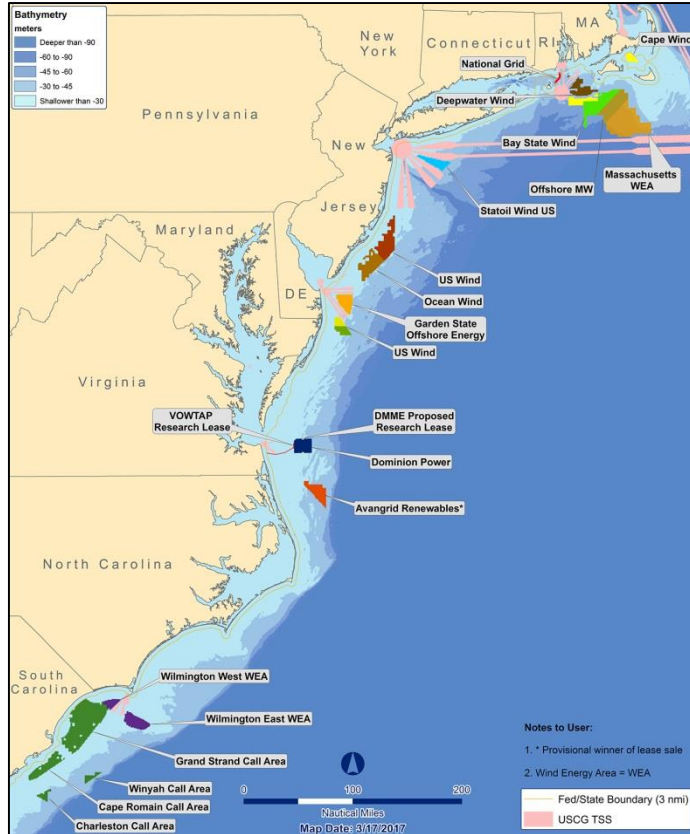 Bathymetry
meters
Deeper than -90
-60 to -90
-45 to -60
-30 to -45
Shallower than -30
MA
New
York
Connecticut
RI
Cape Wind
National Grid
Pennsylvania
Deepwater Wind
New
Bay State
Wind
Massachusetts
WEA
Offshore MW
Statoil Wind US
Jersey
Maryland
US Wind
DE
Ocean Wind
Garden State
Offshore Energy
US Wind
Virginia
VOWTAP
Research Lease
DMME Proposed
Research Lease
Dominion Power
Avangrid Renewables*
North Carolina
South
Carolina
Wilmington West WEA
Wilmington East WEA
Grand Strand Call Area
Winyah Call Area
Cape Romain Call Area
Charleston Call Area
Notes to User:
1. * Provisional winner of lease sale
2. Wind Energy Area = WEA
N
0
100
200
Nautical Miles
Map Date: 3/17/2017
Fed/State Boundary (3 nmi)
USCG TSS